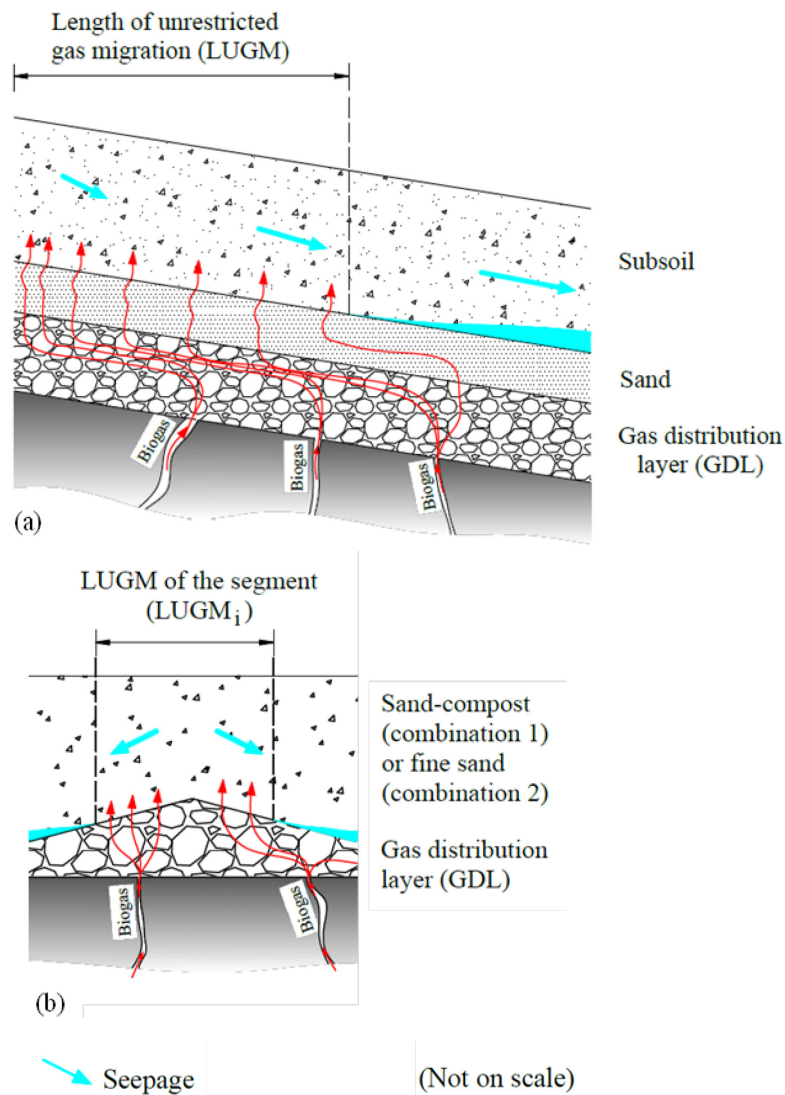 Length of unrestricted
gas migration (LUGM)
Subsoil
Sand
Gas distribution
layer (GDL)
Biogas
Biogas
Biogas
(a)
LUGM of the segment
(LUGMi)
Sand-compost
(combination 1)
or fine sand
(combination 2)
Gas distribution
layer (GDL)
Biogas
Biogas
(b)
Seepage
(Not on scale)